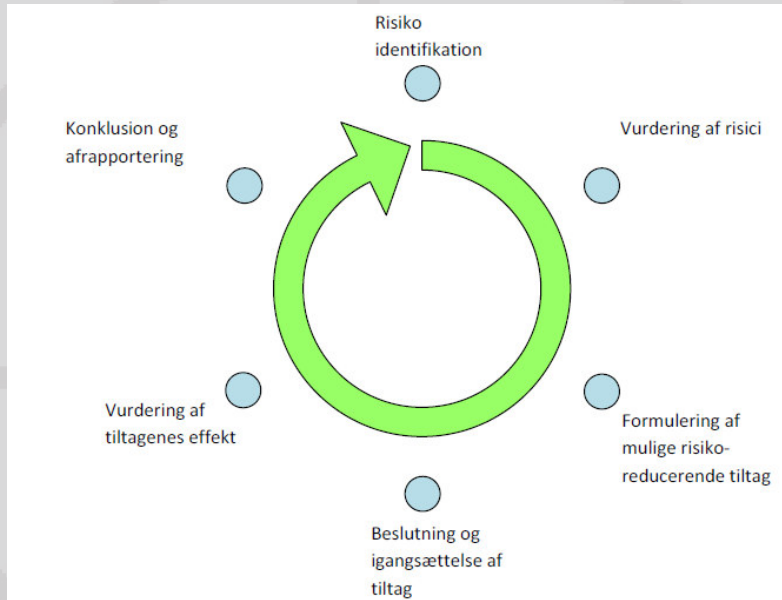 Risiko
identifikation
Vurdering af risici
Formulering af
mulige risiko-
reducerende tiltag
Beslutning og
igangsættelse af
tiltag
Vurdering af
tiltagenes effekt
Konklusion og
afrapportering